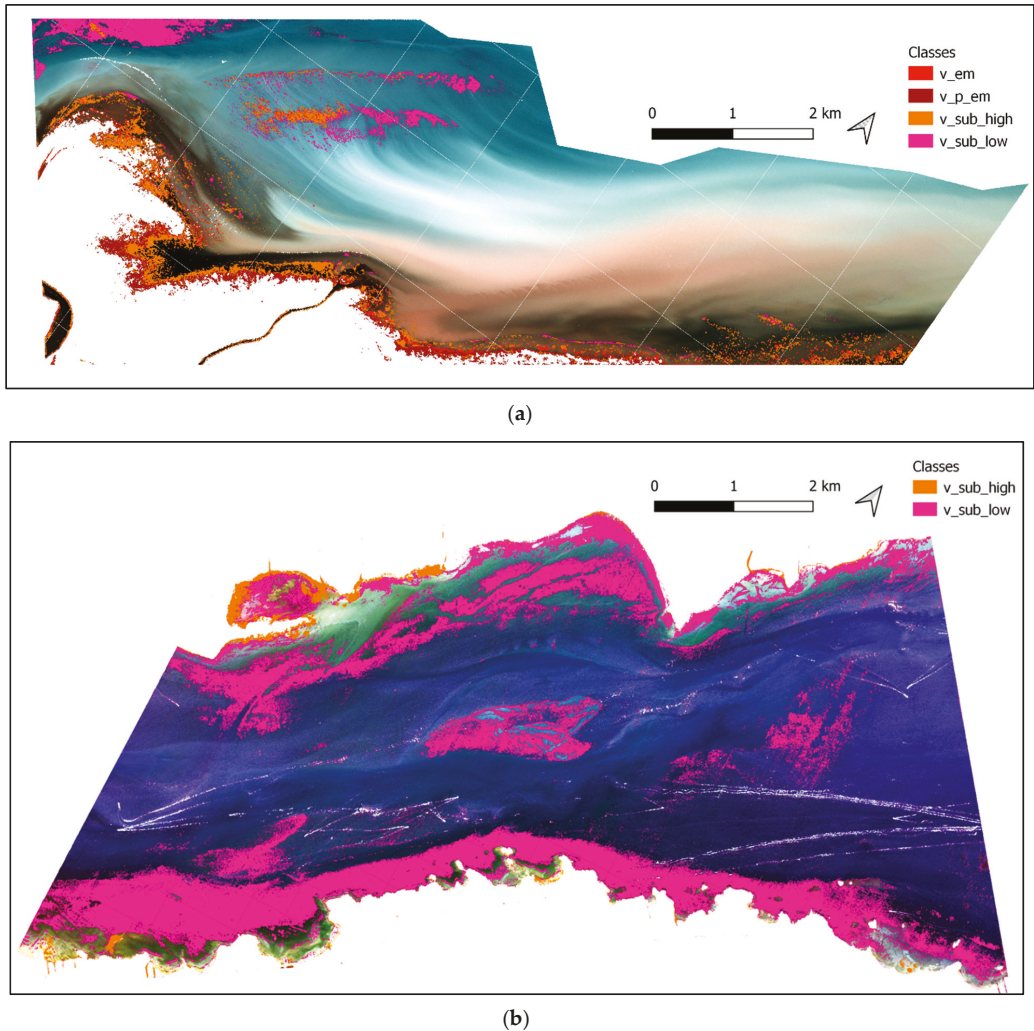 Classes
v_em
v_p_em
v_sub_high
v_sub_low
0 1 2 km
(a)
Classes
v_sub_high
v_sub_low
0 1 2 km
(b)